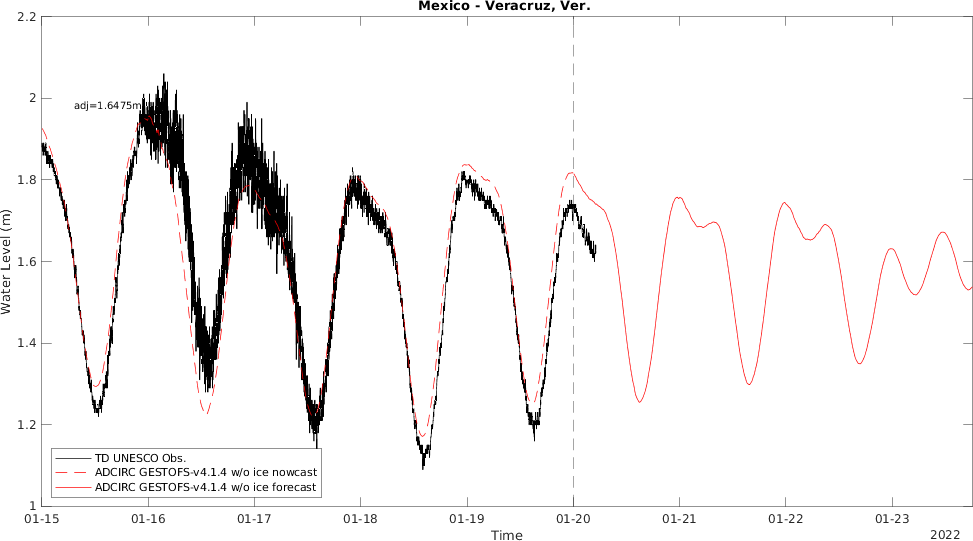 Mexico - Veracruz, Ver.
2.2
2
1.8
1.6
1.4
1.2
1
Water Level (m)
adj=1.6475m
TD UNESCO Obs.
ADCIRC GESTOFS-v4.1.4 w/o ice nowcast
ADCIRC GESTOFS-v4.1.4 w/o ice forecast
01-15 01-16 01-17 01-18 01-19 01-20 01-21 01-22 01-23
Time
2022